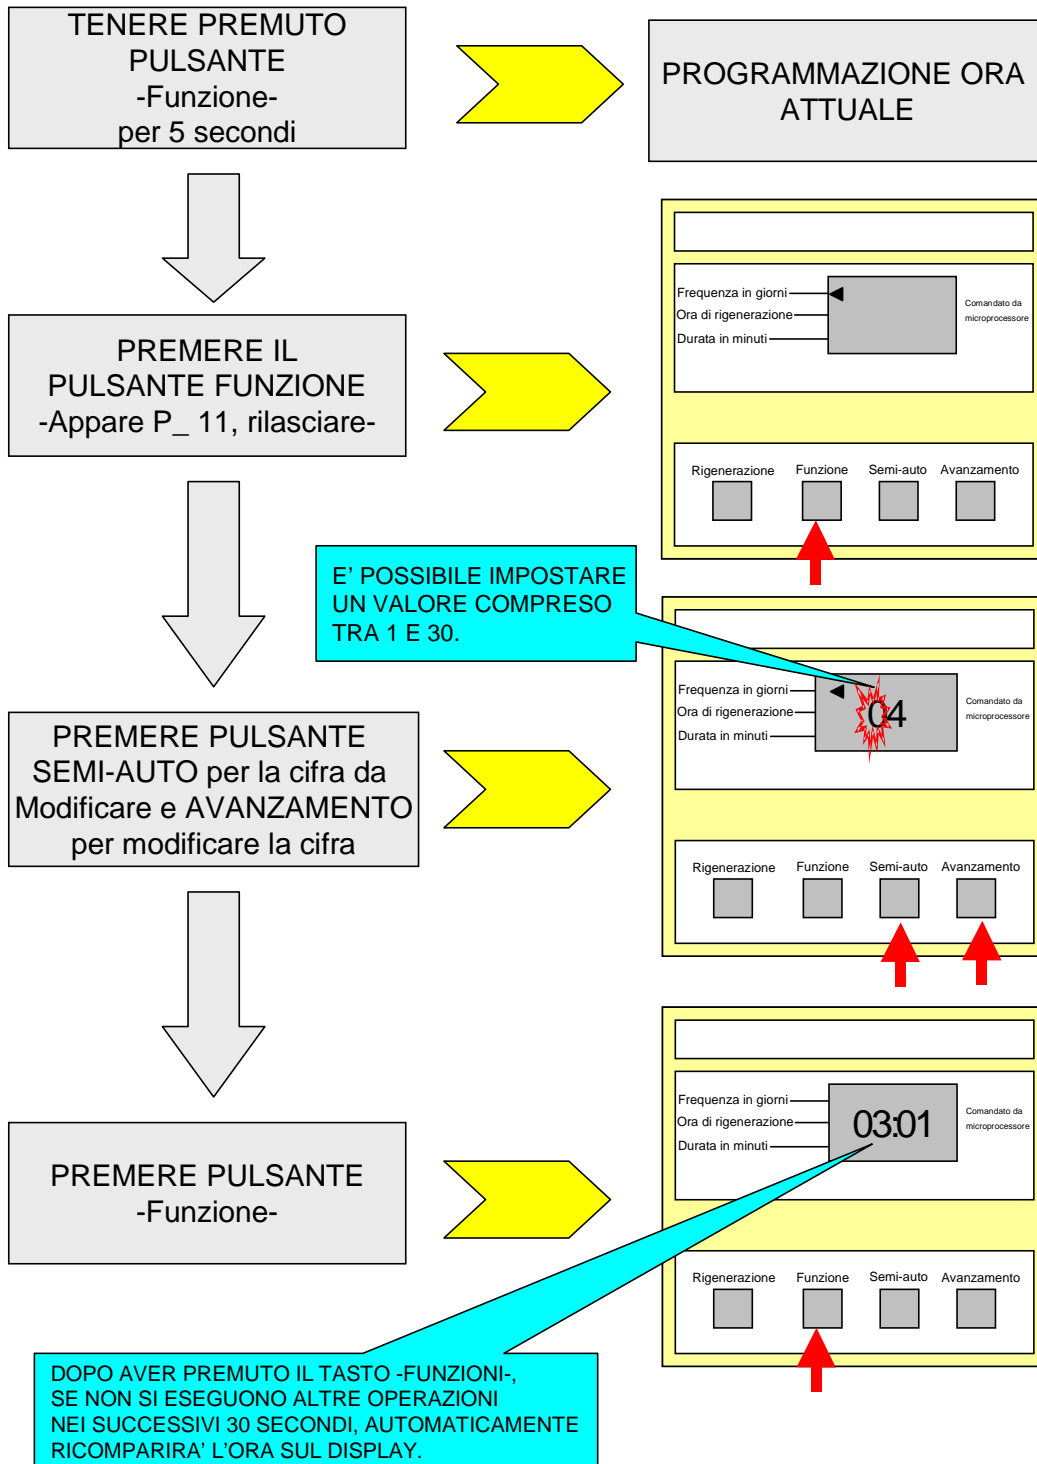 TENERE PREMUTO
PULSANTE
-Funzione-
per 5 secondi
PROGRAMMAZIONE ORA
ATTUALE
PREMERE IL
PULSANTE FUNZIONE
-Appare P_ 11, rilasciare-
Frequenza in giorni
Ora di rigenerazione
Durata in minuti
Comandato da
microprocessore
Rigenerazione Funzione Semi-auto Avanzamento
E' POSSIBILE IMPOSTARE
UN VALORE COMPRESO
TRA 1 E 30.
PREMERE PULSANTE
SEMI-AUTO per la cifra da
Modificare e AVANZAMENTO
per modificare la cifra
Frequenza in giorni
Ora di rigenerazione
Durata in minuti
04
Comandato da
microprocessore
Rigenerazione Funzione Semi-auto Avanzamento
PREMERE PULSANTE
-Funzione-
Frequenza in giorni
Ora di rigenerazione
Durata in minuti
03:01
Comandato da
microprocessore
Rigenerazione Funzione Semi-auto Avanzamento
DOPO AVER PREMUTO IL TASTO -FUNZIONI-,
SE NON SI ESEGUONO ALTRE OPERAZIONI
NEI SUCCESSIVI 30 SECONDI, AUTOMATICAMENTE
RICOMPARIRA' L'ORA SUL DISPLAY.